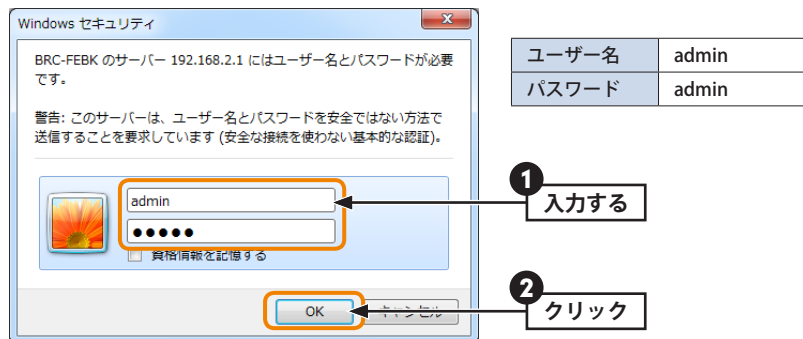 Windows セキュリティ
BRC-FEBK のサーバー 192.168.2.1 にはユーザー名とパスワードが必要
です。
警告: このサーバーは、ユーザー名とパスワードを安全ではない方法で
送信することを要求しています (安全な接続を使わない基本的な認証)。
admin
●●●●●
資格情報を記憶する
OK キャンセル
ユーザー名 admin
パスワード admin
1
入力する
2
クリック